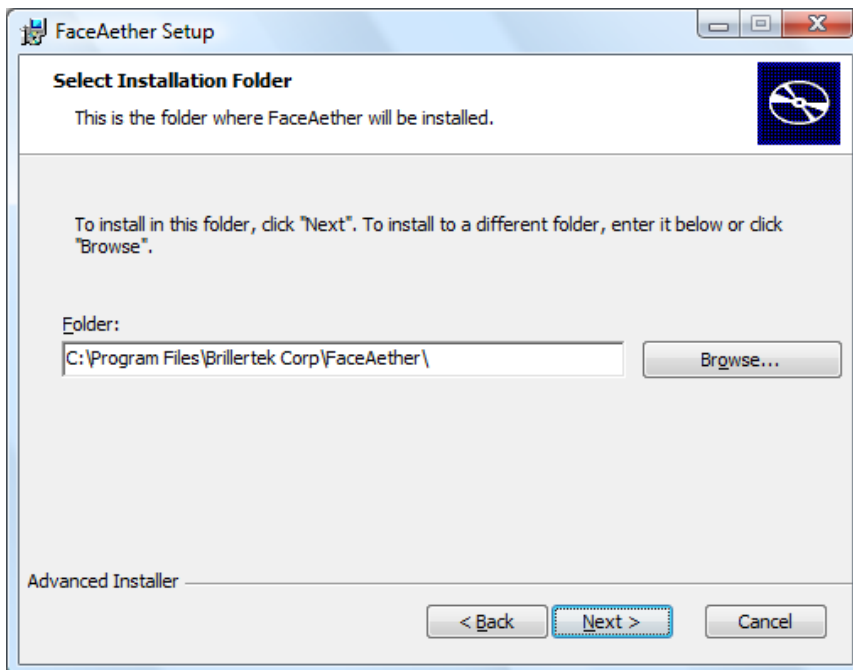 FaceAether Setup
Select Installation Folder
This is the folder where FaceAether will be installed.
To install in this folder, click "Next". To install to a different folder, enter it below or click
"Browse".
Folder:
C:\Program Files\Brillertek Corp\FaceAether\
Browse...
Advanced Installer
< Back
Next >
Cancel